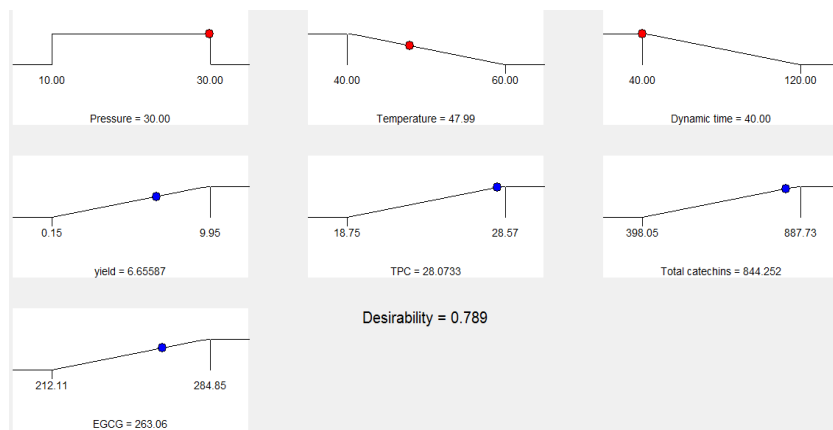 10.00 30.00
Pressure = 30.00
40.00 60.00
Temperature = 47.99
40.00 120.00
Dynamic time = 40.00
0.15 9.95
yield = 6.65587
18.75 28.57
TPC = 28.0733
398.05 887.73
Total catechins = 844.252
212.11 284.85
EGCG = 263.06
Desirability = 0.789